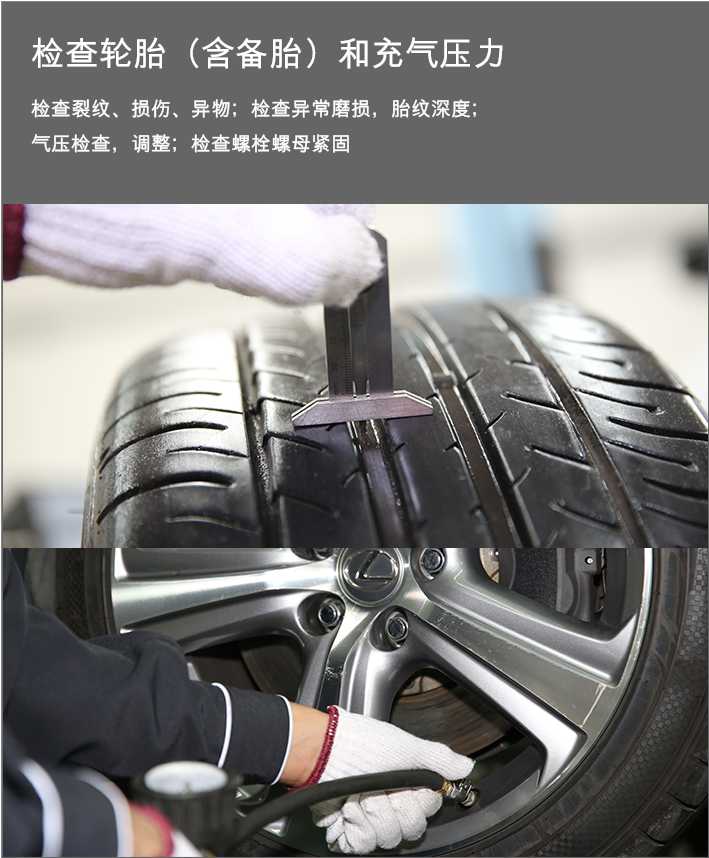 检查轮胎（含备胎）和充气压力
检查裂纹、损伤、异物；检查异常磨损，胎纹深度；
气压检查，调整；检查螺栓螺母紧固